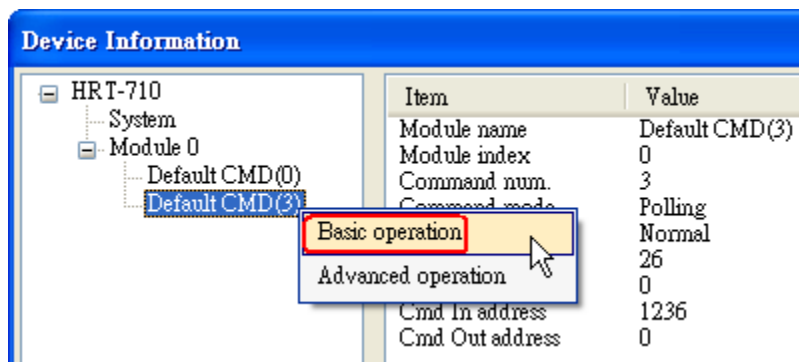 Device Information
HRT-710
System
Module 0
Default CMD(0)
Default CMD(3)
Item Value
Module name Default CMD(3)
Module index 0
Command num. 3
Command mode Polling
Normal
26
0
Cmd In address 1236
Cmd Out address 0
Basic operation
Advanced operation